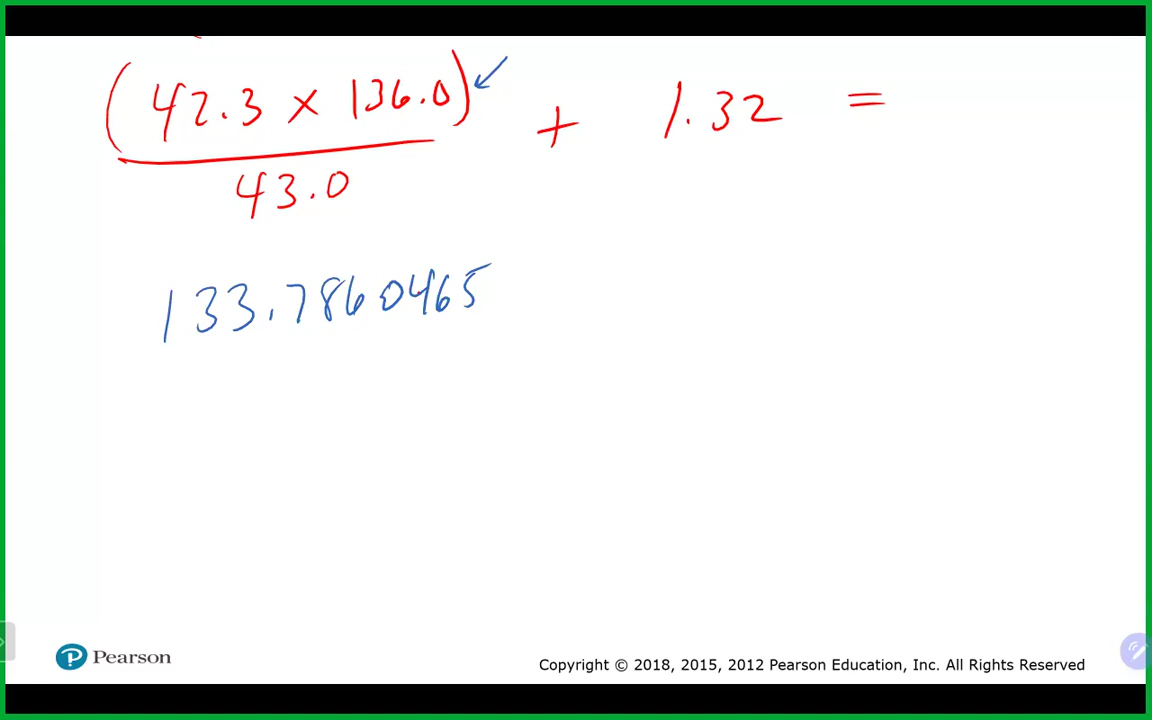 (42.3 × 136.0) + 1.32 =
43.0
133.7860465
Pearson
Copyright © 2018, 2015, 2012 Pearson Education, Inc. All Rights Reserved